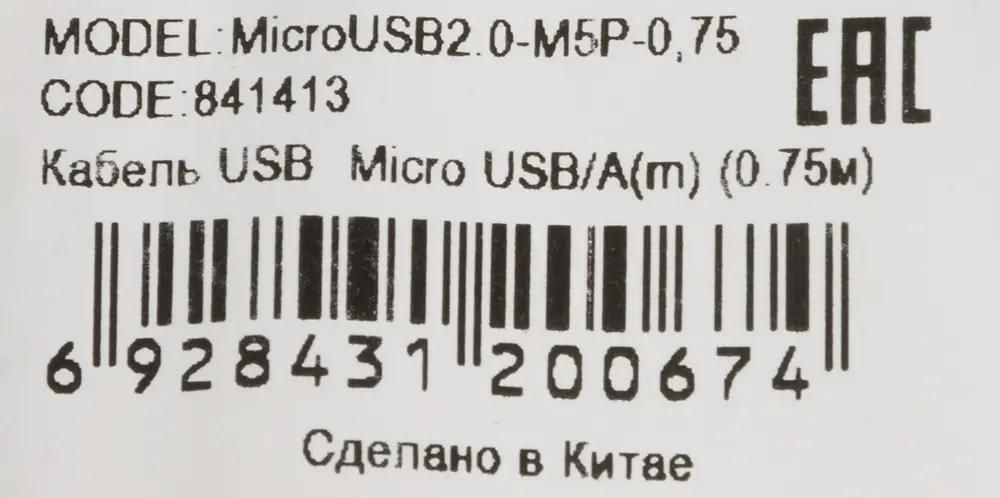 MODEL:MicroUSB2.0-M5P-0,75
EAC
CODE:841413
Кабель USB Micro USB/A(m) (0.75м)
6 928431 200674
Сделано в Китае